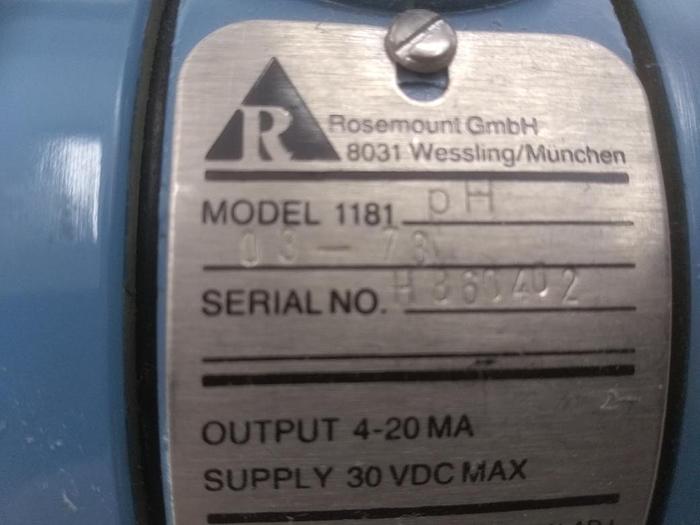 R
Rosemount GmbH
8031 Wessling/Munchen
MODEL 1181 pH
03-73
SERIAL NO. H860402
OUTPUT 4-20 MA
SUPPLY 30 VDC MAX